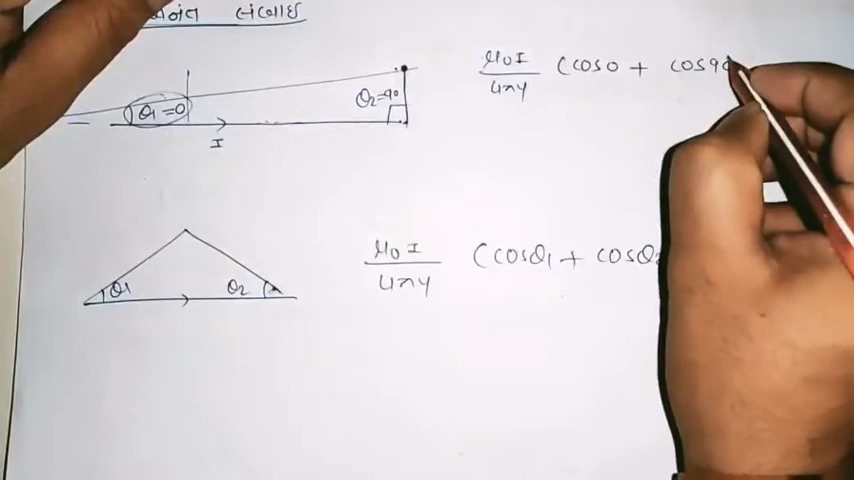 θ₁ = 0
θ₂ = 90
I
μ₀I / 4πy (cos0 + cos90
θ₁
θ₂
μ₀I / 4πy (cosθ₁ + cosθ₂